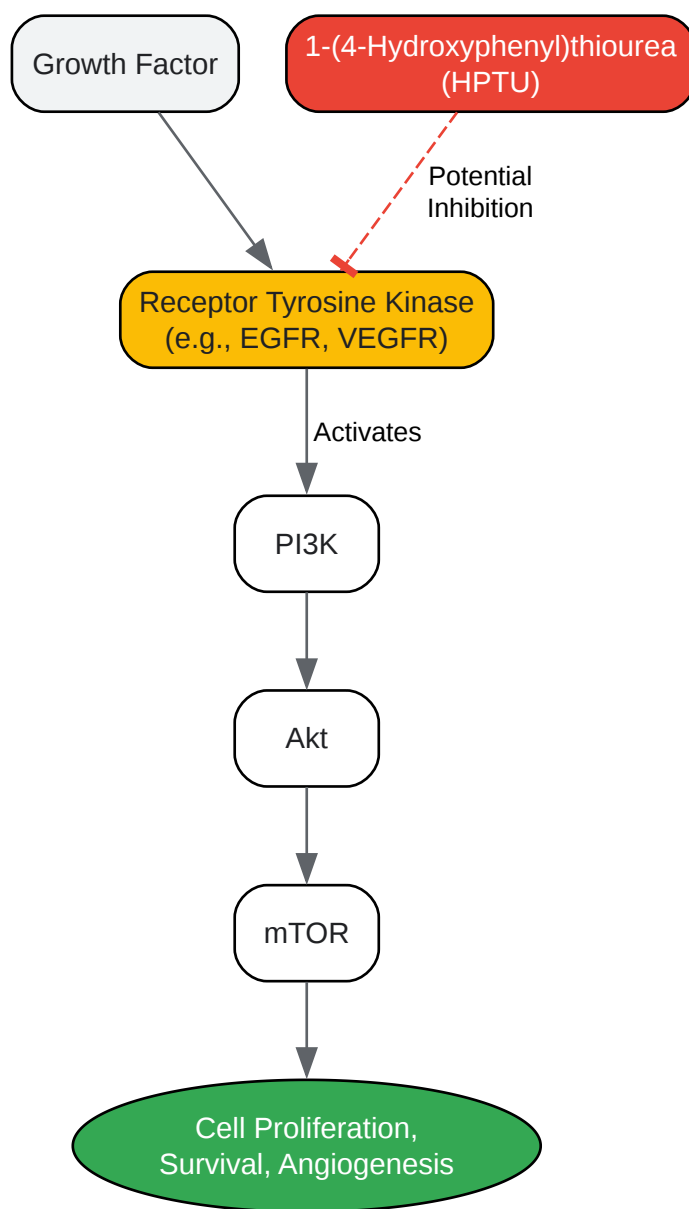 Growth Factor
1-(4-Hydroxyphenyl)thiourea
(HPTU)
Potential
Inhibition
Receptor Tyrosine Kinase
(e.g., EGFR, VEGFR)
Activates
PI3K
Akt
mTOR
Cell Proliferation,
Survival, Angiogenesis